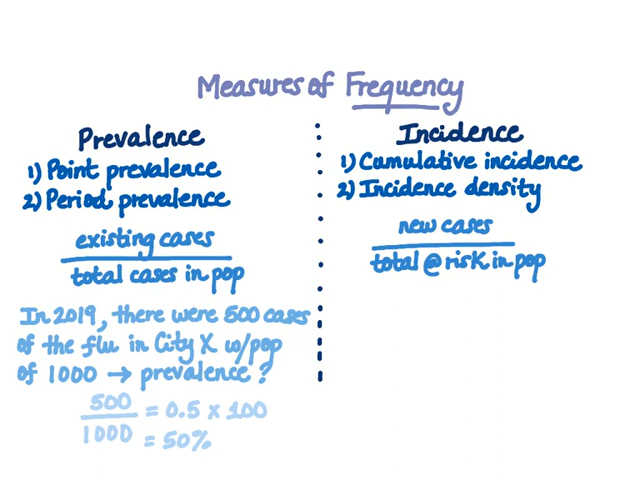 Measures of Frequency
Prevalence
1) Point prevalence
2) Period prevalence
existing cases
total cases in pop
In 2019, there were 500 cases
of the flu in City X w/pop
of 1000 → prevalence?
500
1000
= 0.5 x 100
= 50%
Incidence
1) Cumulative incidence
2) Incidence density
new cases
total @ risk in pop